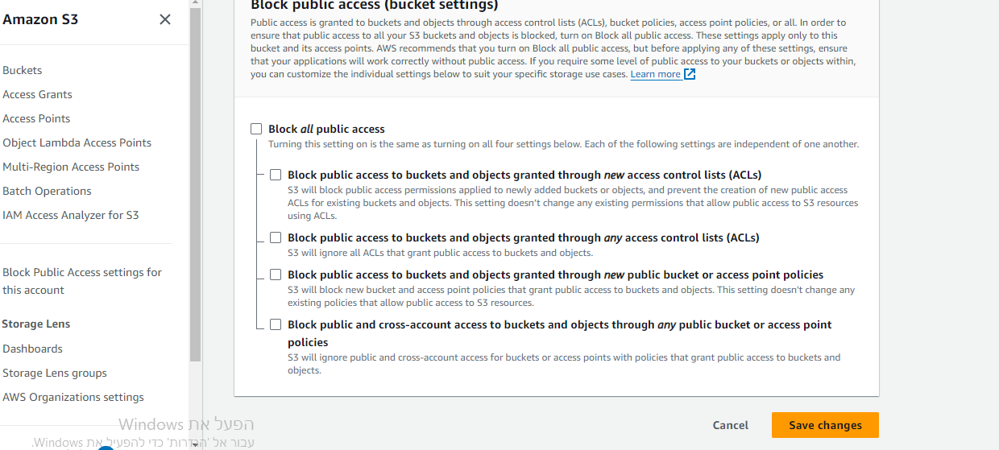 Amazon S3
Buckets
Access Grants
Access Points
Object Lambda Access Points
Multi-Region Access Points
Batch Operations
IAM Access Analyzer for S3
Block Public Access settings for
this account
Storage Lens
Dashboards
Storage Lens groups
AWS Organizations settings
Block public access (bucket settings)
Public access is granted to buckets and objects through access control lists (ACLs), bucket policies, access point policies, or all. In order to
ensure that public access to all your S3 buckets and objects is blocked, turn on Block all public access. These settings apply only to this
bucket and its access points. AWS recommends that you turn on Block all public access, but before applying any of these settings, ensure
that your applications will work correctly without public access. If you require some level of public access to your buckets or objects within,
you can customize the individual settings below to suit your specific storage use cases. Learn more
Block all public access
Turning this setting on is the same as turning on all four settings below. Each of the following settings are independent of one another.
Block public access to buckets and objects granted through new access control lists (ACLs)
S3 will block public access permissions applied to newly added buckets or objects, and prevent the creation of new public access
ACLs for existing buckets and objects. This setting doesn't change any existing permissions that allow public access to S3 resources
using ACLs.
Block public access to buckets and objects granted through any access control lists (ACLs)
S3 will ignore all ACLs that grant public access to buckets and objects.
Block public access to buckets and objects granted through new public bucket or access point policies
S3 will block new bucket and access point policies that grant public access to buckets and objects. This setting doesn't change any
existing policies that allow public access to S3 resources.
Block public and cross-account access to buckets and objects through any public bucket or access point
policies
S3 will ignore public and cross-account access for buckets or access points with policies that grant public access to buckets and
objects.
Cancel
Save changes
הפעל את Windows
עבור אל 'הגדרות' כדי להפעיל את Windows.